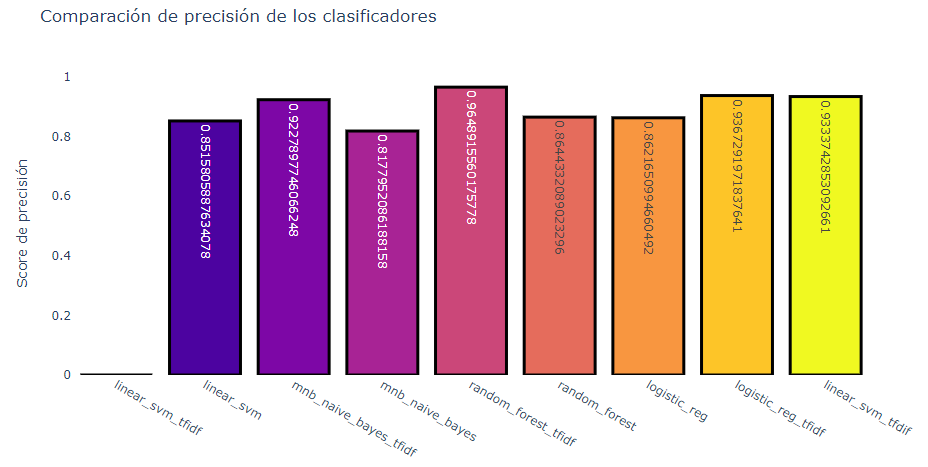 Comparación de precisión de los clasificadores
Score de precisión
1
0.8
0.6
0.4
0.2
0
0.8515805887634078
0.9227897746066248
0.8177952086188158
0.9648915560175778
0.8644332089023296
0.8621650994660492
0.9367291971837641
0.9333742853092661
linear_svm_tfidf
linear_svm
mnb_naive_bayes_tfidf
mnb_naive_bayes
random_forest_tfidf
random_forest
logistic_reg
logistic_reg_tfidf
linear_svm_tfdif